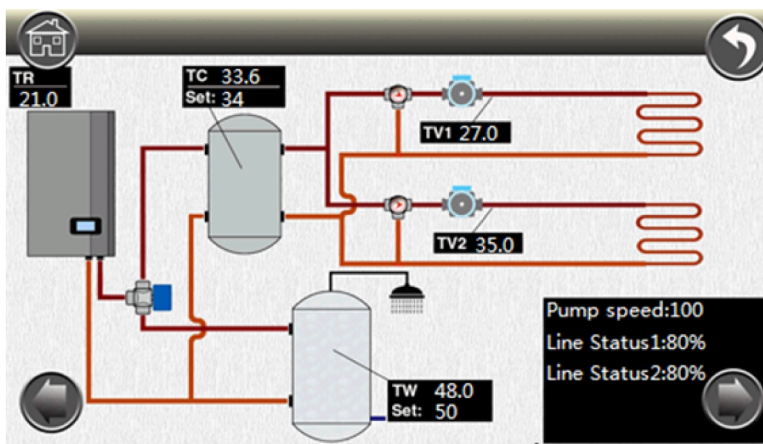 TR
21.0
TC 33.6
Set: 34
TV1 27.0
TV2 35.0
TW 48.0
Set: 50
Pump speed:100
Line Status1:80%
Line Status2:80%